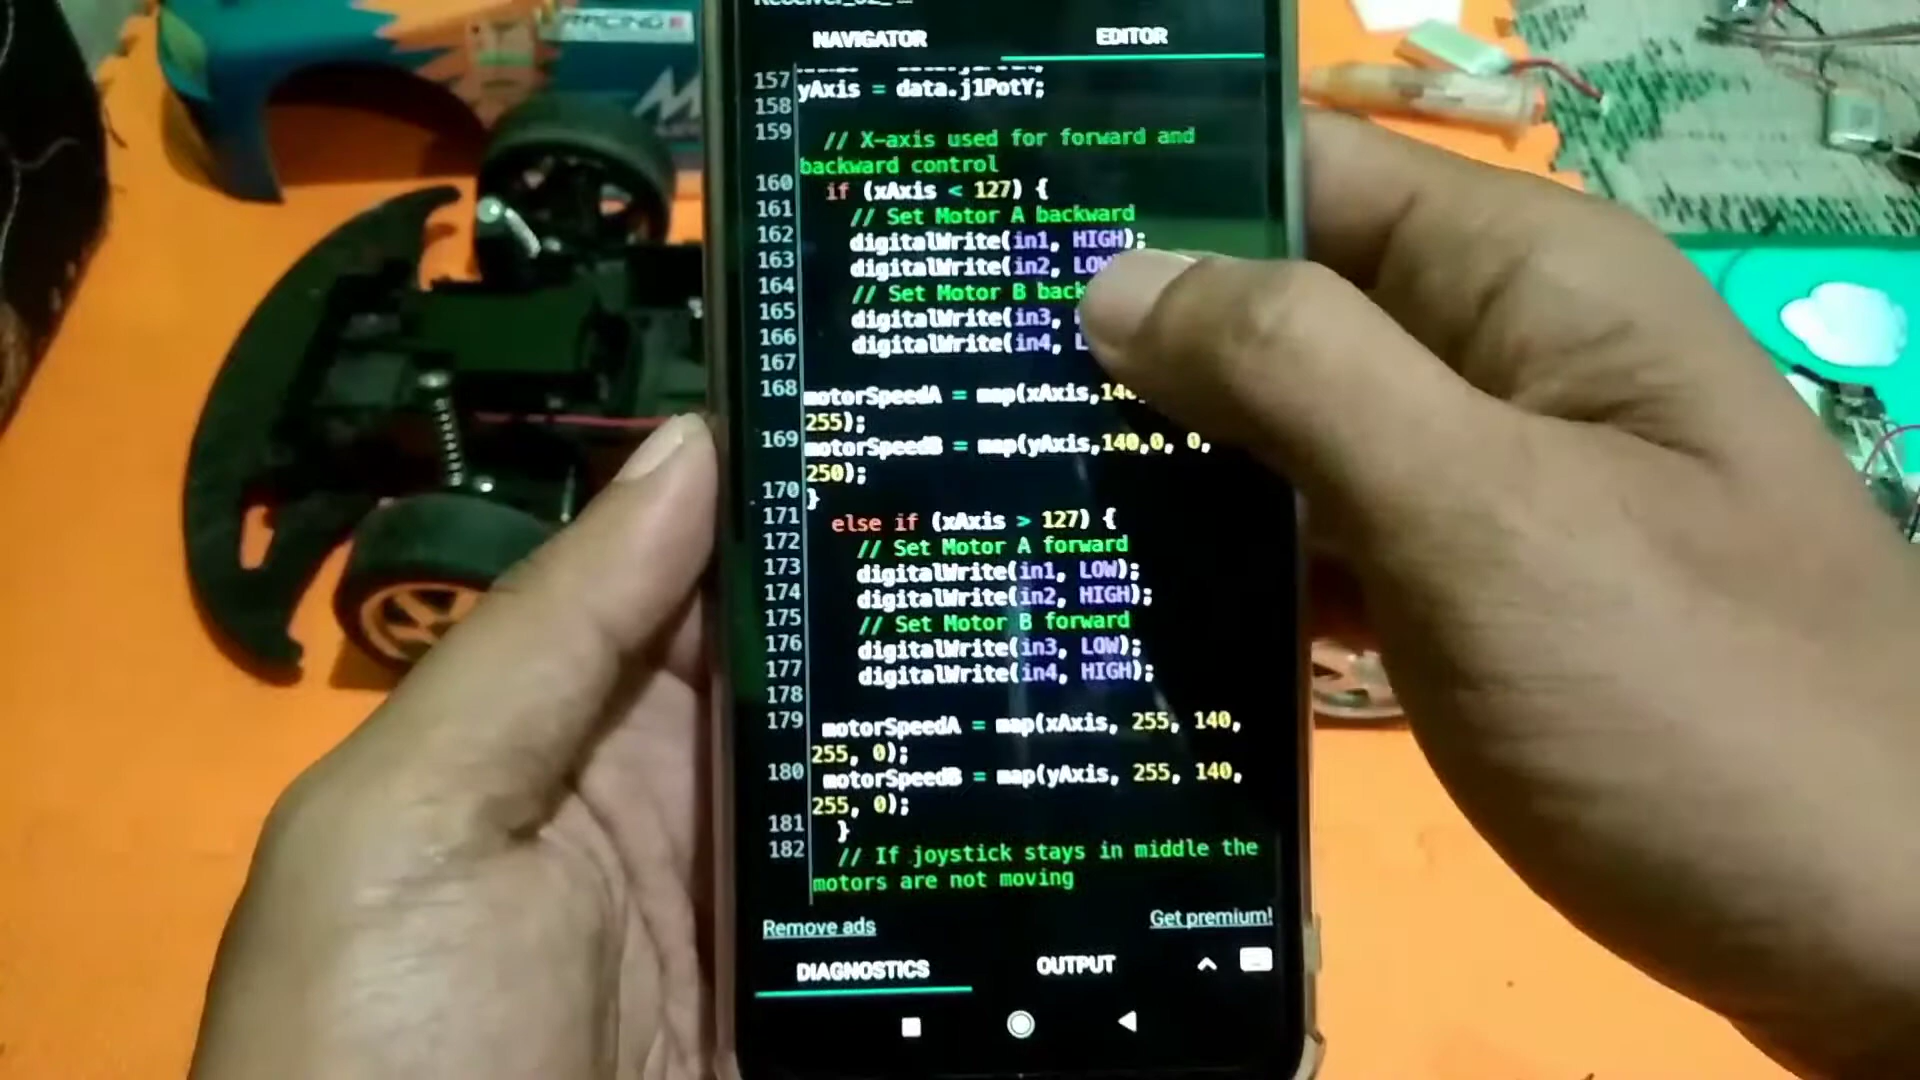 RACING
NAVIGATOR EDITOR
157
yAxis = data.j1PotY;
158
159 // X-axis used for forward and
backward control
160 if (xAxis < 127) {
161 // Set Motor A backward
162 digitalWrite(in1, HIGH);
163 digitalWrite(in2, LOW
164 // Set Motor B back
165 digitalWrite(in3,
166 digitalWrite(in4, L
167
168 motorSpeedA = map(xAxis,140
255);
169 motorSpeedB = map(yAxis,140,0, 0,
250);
170 }
171 else if (xAxis > 127) {
172 // Set Motor A forward
173 digitalWrite(in1, LOW);
174 digitalWrite(in2, HIGH);
175 // Set Motor B forward
176 digitalWrite(in3, LOW);
177 digitalWrite(in4, HIGH);
178
179 motorSpeedA = map(xAxis, 255, 140,
255, 0);
180 motorSpeedB = map(yAxis, 255, 140,
255, 0);
181 }
182 // If joystick stays in middle the
motors are not moving
Remove ads Get premium!
DIAGNOSTICS OUTPUT